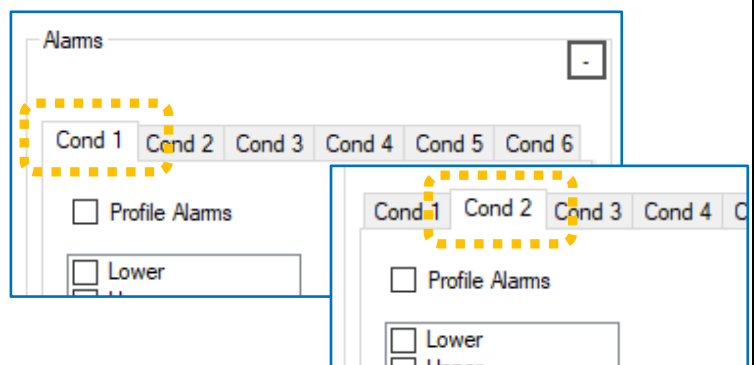 Alarms
-
Cond 1 Cond 2 Cond 3 Cond 4 Cond 5 Cond 6
Profile Alarms
Lower
Cond 1 Cond 2 Cond 3 Cond 4
Profile Alarms
Lower